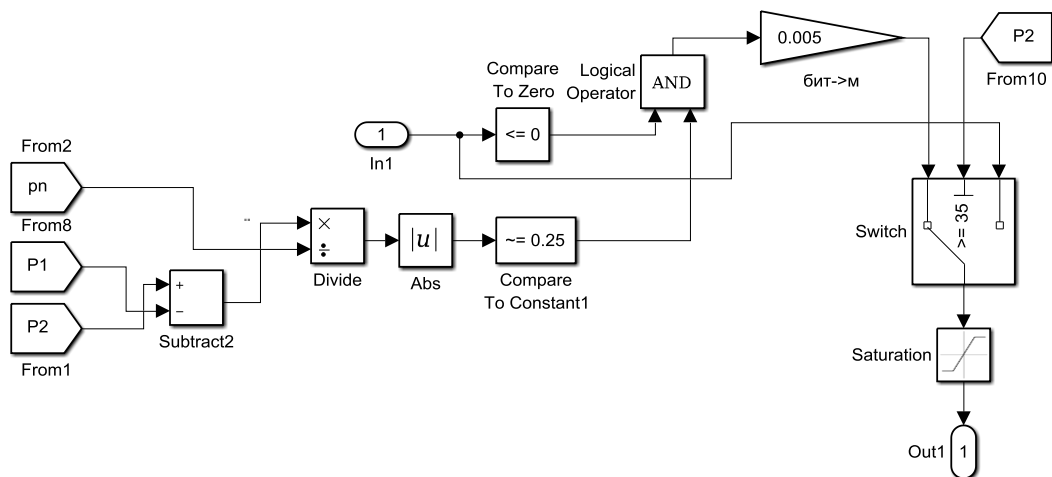 0.005
бит->м
P2
From10
Compare
To Zero
<= 0
Logical
Operator
AND
1
In1
From2
pn
From8
P1
P2
From1
+
−
Subtract2
×
÷
Divide
|u|
Abs
~= 0.25
Compare
To Constant1
Switch
>= 35
Saturation
Out1
1